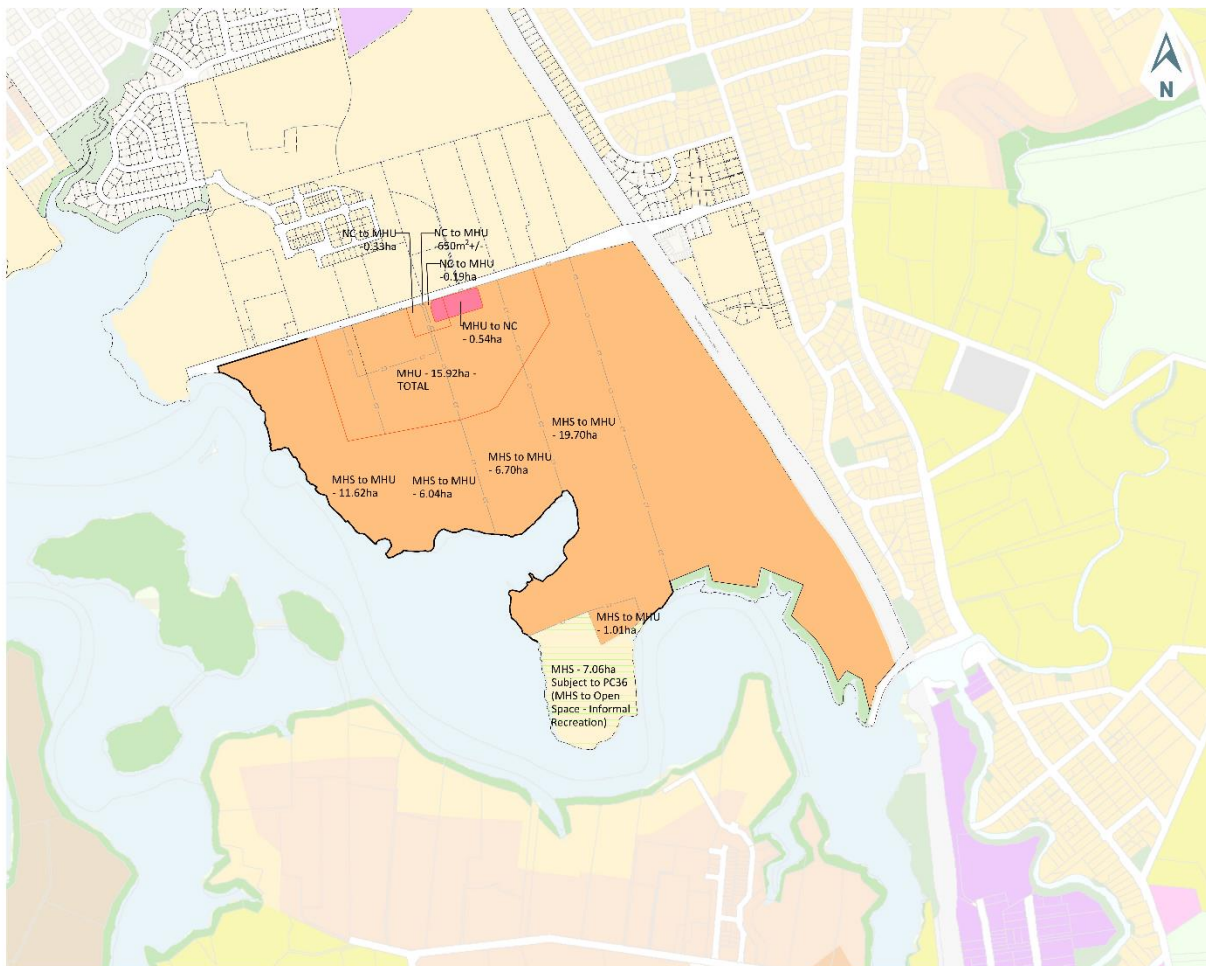 N
NC to MHU
-0.33ha
NC to MHU
-650m²+/-
NC to MHU
-0.19ha
MHU to NC
- 0.54ha
MHU - 15.92ha -
TOTAL
MHS to MHU
- 19.70ha
MHS to MHU
- 6.70ha
MHS to MHU
- 11.62ha
MHS to MHU
- 6.04ha
MHS to MHU
- 1.01ha
MHS - 7.06ha
Subject to PC36
(MHS to Open
Space - Informal
Recreation)